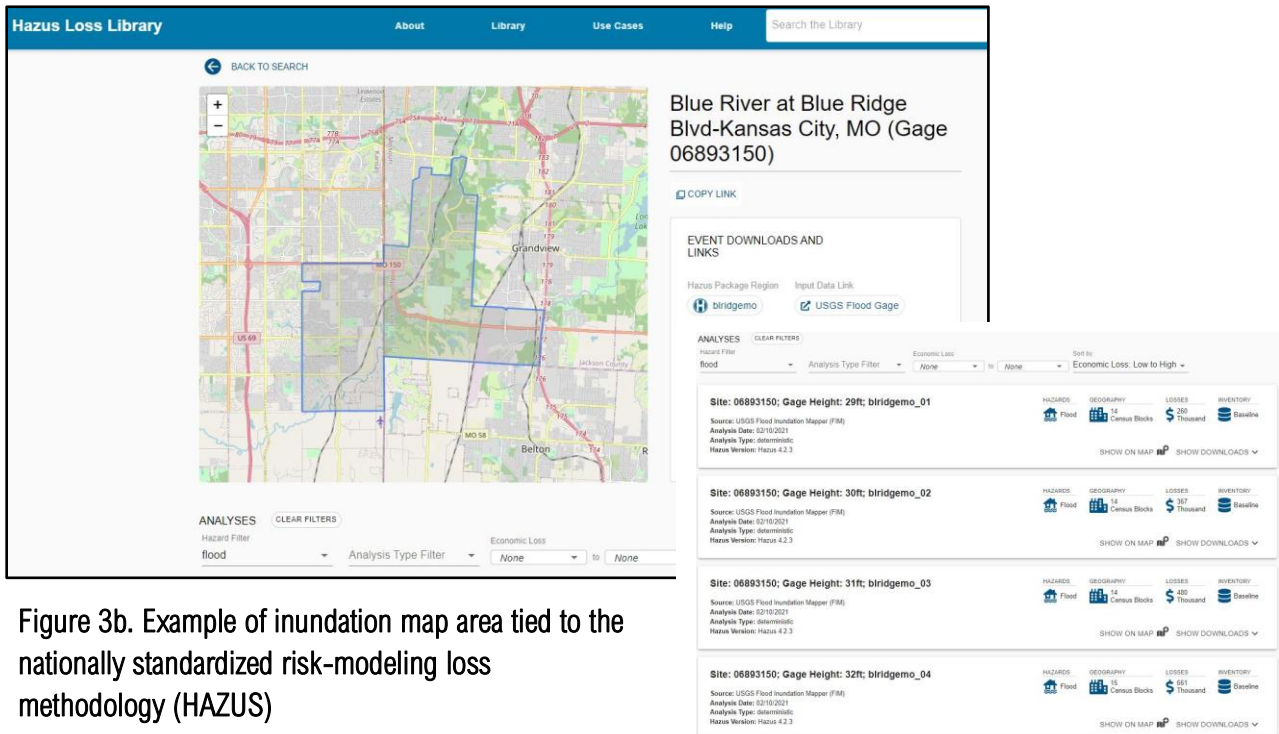 Hazus Loss Library
About
Library
Use Cases
Help
Search the Library
BACK TO SEARCH
+
−
Grandview
MO 150
US 69
Jackson County
MO 58
Belton
Blue River at Blue Ridge
Blvd-Kansas City, MO (Gage
06893150)
COPY LINK
EVENT DOWNLOADS AND
LINKS
Hazus Package Region
Input Data Link
blridgemo
USGS Flood Gage
ANALYSES
CLEAR FILTERS
Hazard Filter
flood
Analysis Type Filter
Economic Loss
None
to
None
ANALYSES
CLEAR FILTERS
Hazard Filter
flood
Analysis Type Filter
Economic Loss
None
to
None
Sort by
Economic Loss: Low to High
Site: 06893150; Gage Height: 29ft; blridgemo_01
Source: USGS Flood Inundation Mapper (FIM)
Analysis Date: 02/10/2021
Analysis Type: deterministic
Hazus Version: Hazus 4.2.3
HAZARDS
Flood
GEOGRAPHY
14
Census Blocks
LOSSES
$ 260
Thousand
INVENTORY
Baseline
SHOW ON MAP
SHOW DOWNLOADS
Site: 06893150; Gage Height: 30ft; blridgemo_02
Source: USGS Flood Inundation Mapper (FIM)
Analysis Date: 02/10/2021
Analysis Type: deterministic
Hazus Version: Hazus 4.2.3
HAZARDS
Flood
GEOGRAPHY
14
Census Blocks
LOSSES
$ 367
Thousand
INVENTORY
Baseline
SHOW ON MAP
SHOW DOWNLOADS
Site: 06893150; Gage Height: 31ft; blridgemo_03
Source: USGS Flood Inundation Mapper (FIM)
Analysis Date: 02/10/2021
Analysis Type: deterministic
Hazus Version: Hazus 4.2.3
HAZARDS
Flood
GEOGRAPHY
14
Census Blocks
LOSSES
$ 480
Thousand
INVENTORY
Baseline
SHOW ON MAP
SHOW DOWNLOADS
Site: 06893150; Gage Height: 32ft; blridgemo_04
Source: USGS Flood Inundation Mapper (FIM)
Analysis Date: 02/10/2021
Analysis Type: deterministic
Hazus Version: Hazus 4.2.3
HAZARDS
Flood
GEOGRAPHY
15
Census Blocks
LOSSES
$ 661
Thousand
INVENTORY
Baseline
SHOW ON MAP
SHOW DOWNLOADS
Figure 3b. Example of inundation map area tied to the
nationally standardized risk-modeling loss
methodology (HAZUS)